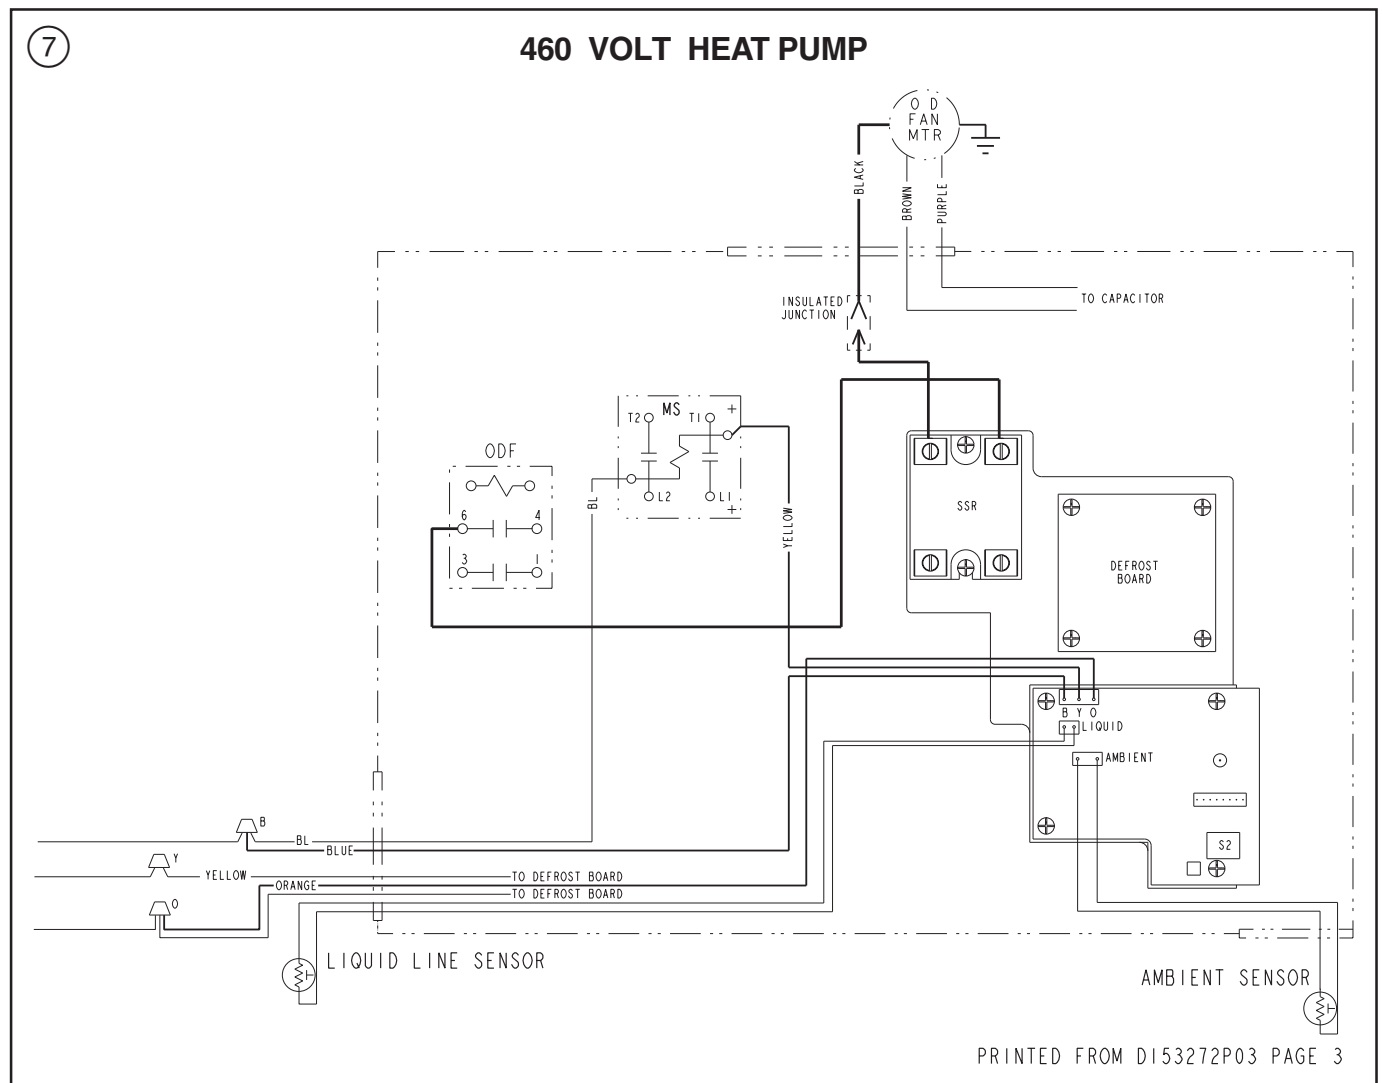 7
460 VOLT HEAT PUMP
O D
FAN
MTR
BLACK
BROWN
PURPLE
INSULATED
JUNCTION
TO CAPACITOR
MS
T2
T1
+
L2
L1
+
BL
YELLOW
ODF
6
4
3
1
SSR
DEFROST
BOARD
B Y O
LIQUID
AMBIENT
S2
B
BL
BLUE
Y
YELLOW
TO DEFROST BOARD
ORANGE
TO DEFROST BOARD
O
LIQUID LINE SENSOR
AMBIENT SENSOR
PRINTED FROM D153272P03 PAGE 3